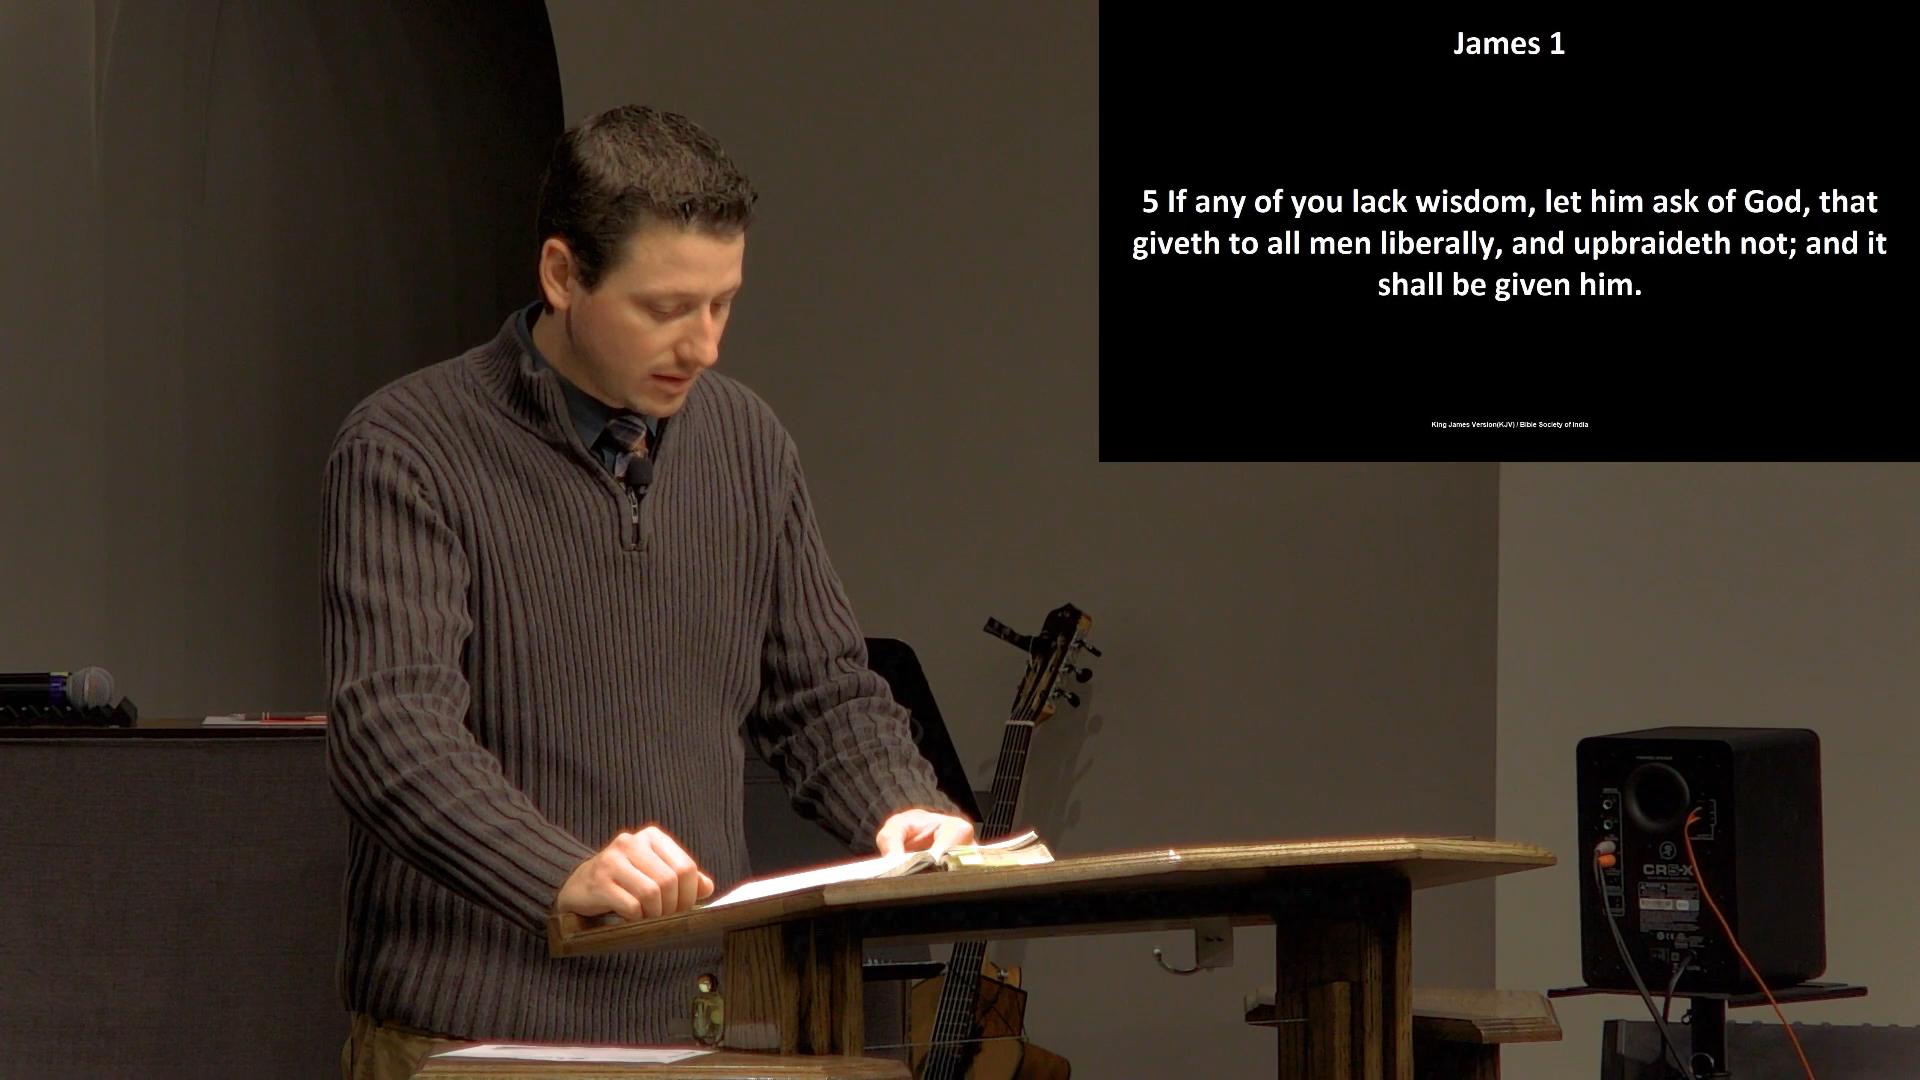 James 1
5 If any of you lack wisdom, let him ask of God, that
giveth to all men liberally, and upbraideth not; and it
shall be given him.
King James Version(KJV) / Bible Society of India
CR5-X